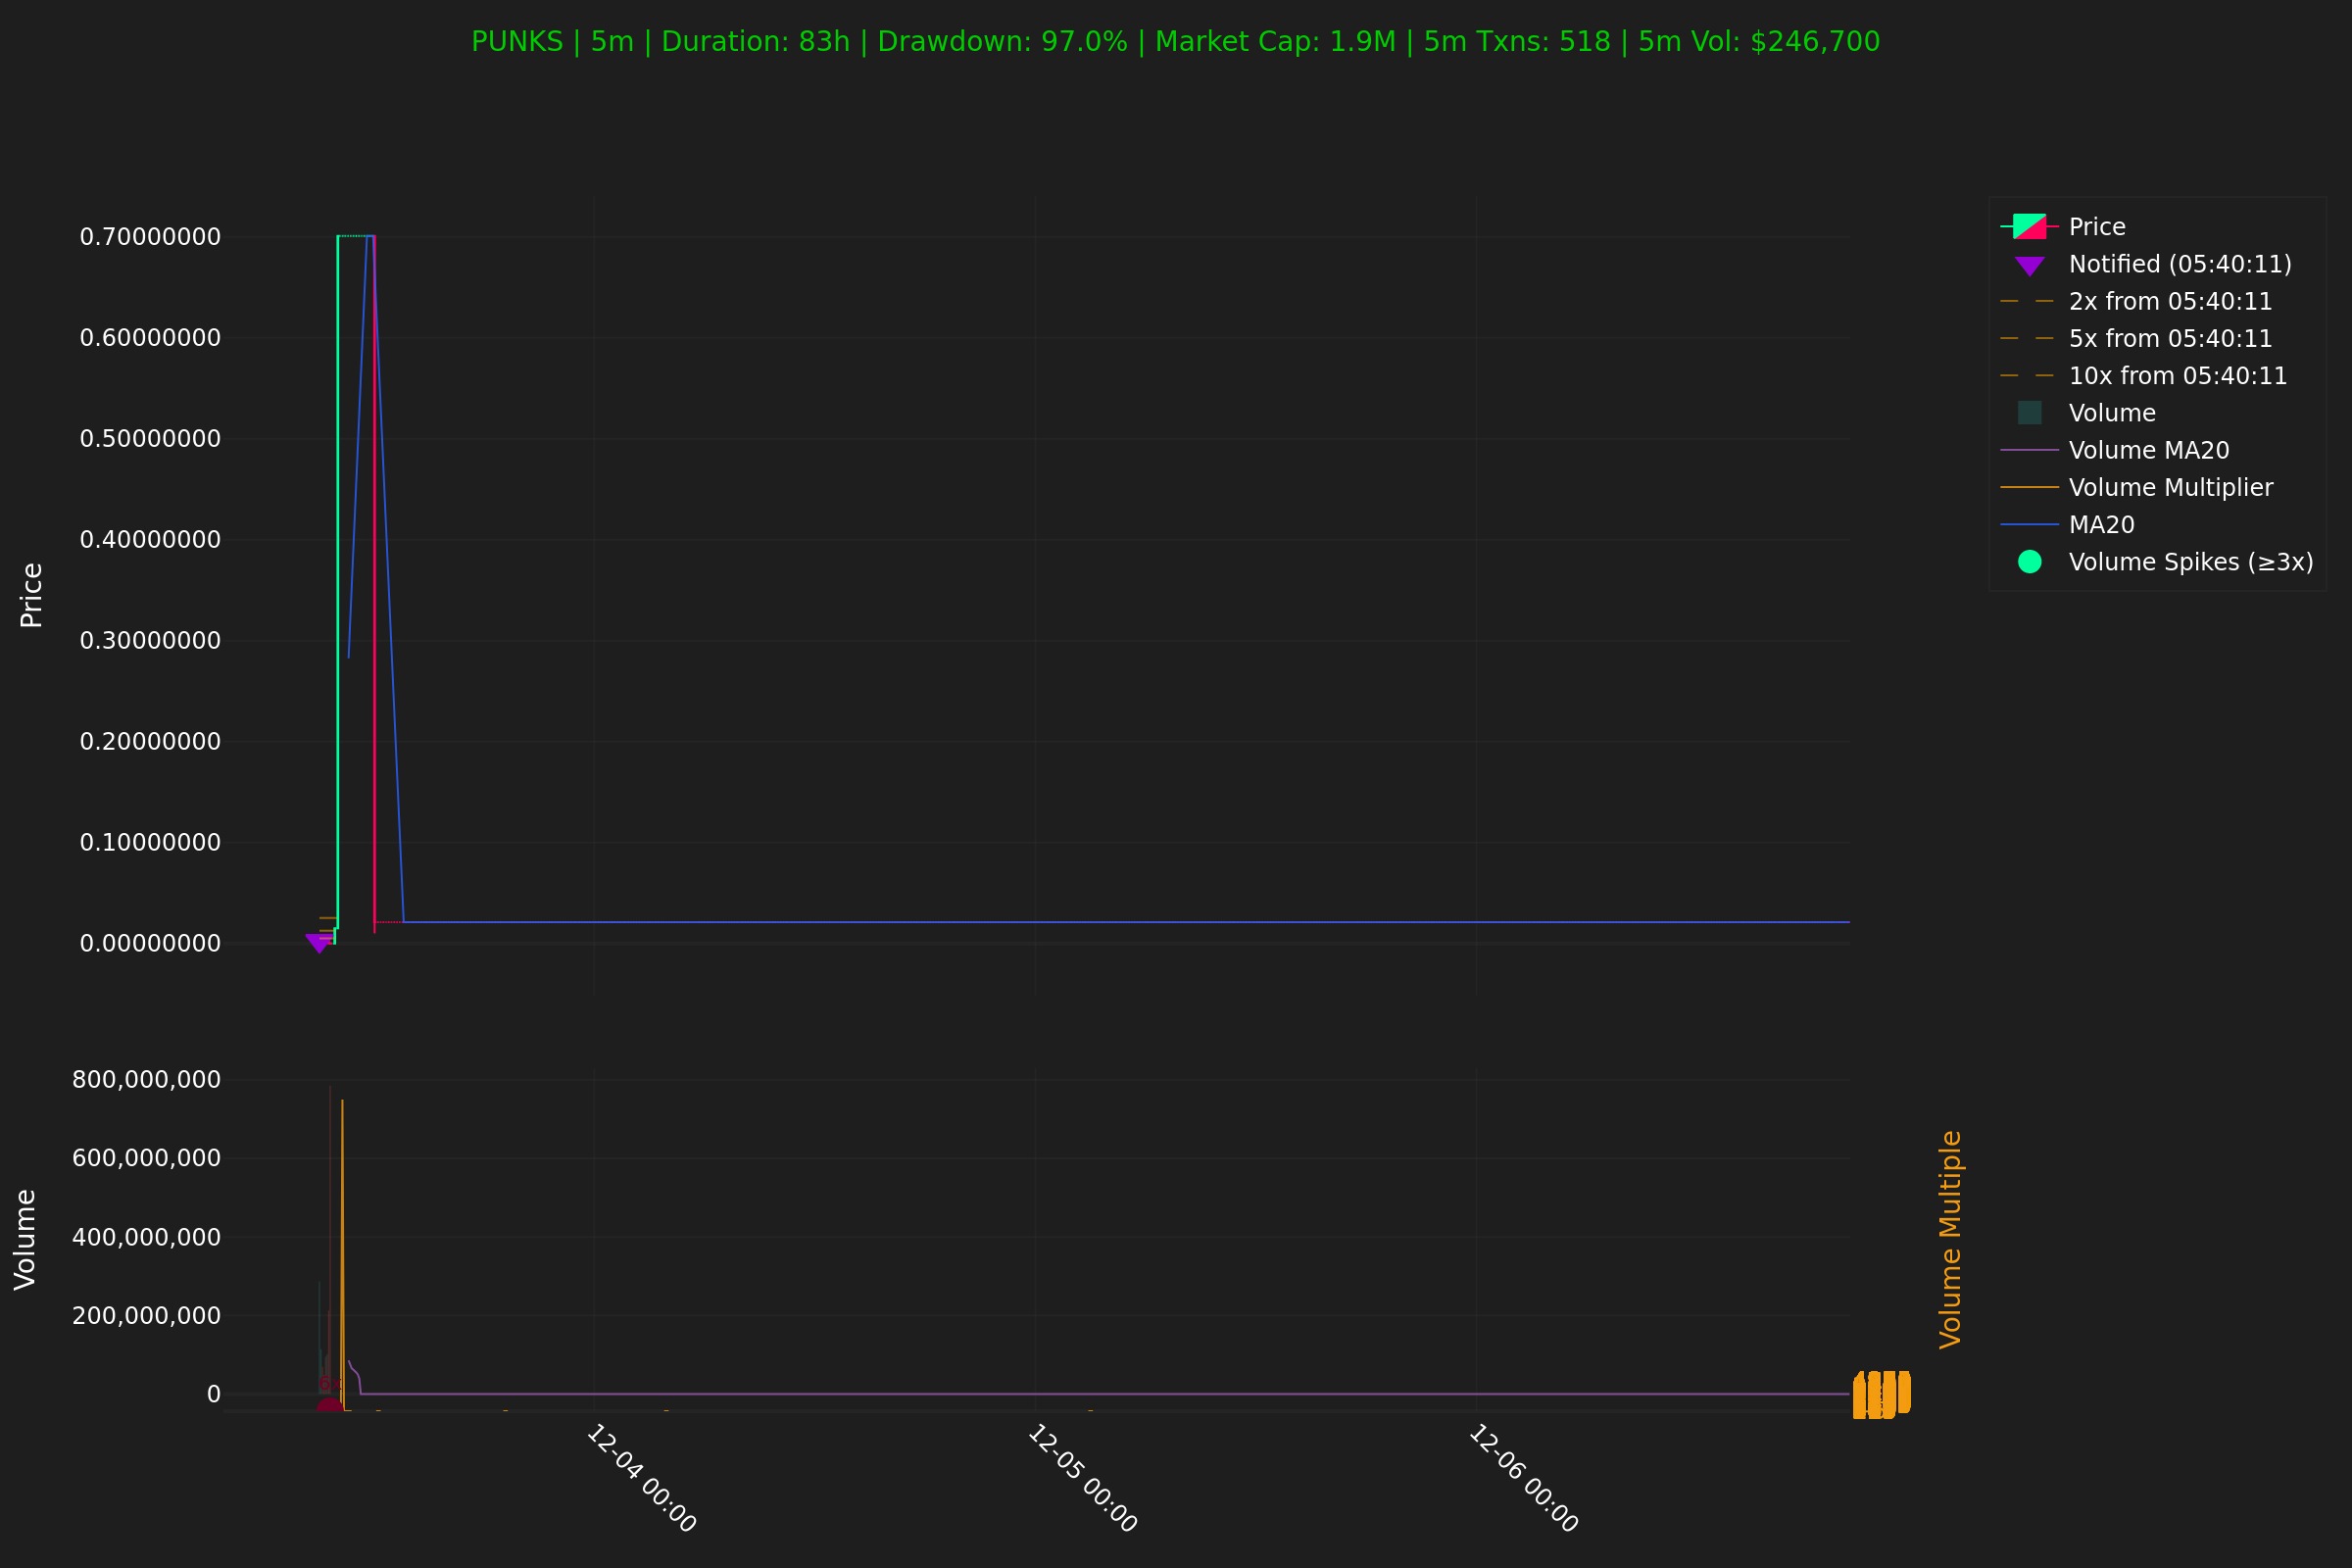 PUNKS | 5m | Duration: 83h | Drawdown: 97.0% | Market Cap: 1.9M | 5m Txns: 518 | 5m Vol: $246,700
Price
0.70000000
0.60000000
0.50000000
0.40000000
0.30000000
0.20000000
0.10000000
0.00000000
Price
Notified (05:40:11)
2x from 05:40:11
5x from 05:40:11
10x from 05:40:11
Volume
Volume MA20
Volume Multiplier
MA20
Volume Spikes (≥3x)
Volume
800,000,000
600,000,000
400,000,000
200,000,000
0
Volume Multiple
12-04 00:00
12-05 00:00
12-06 00:00